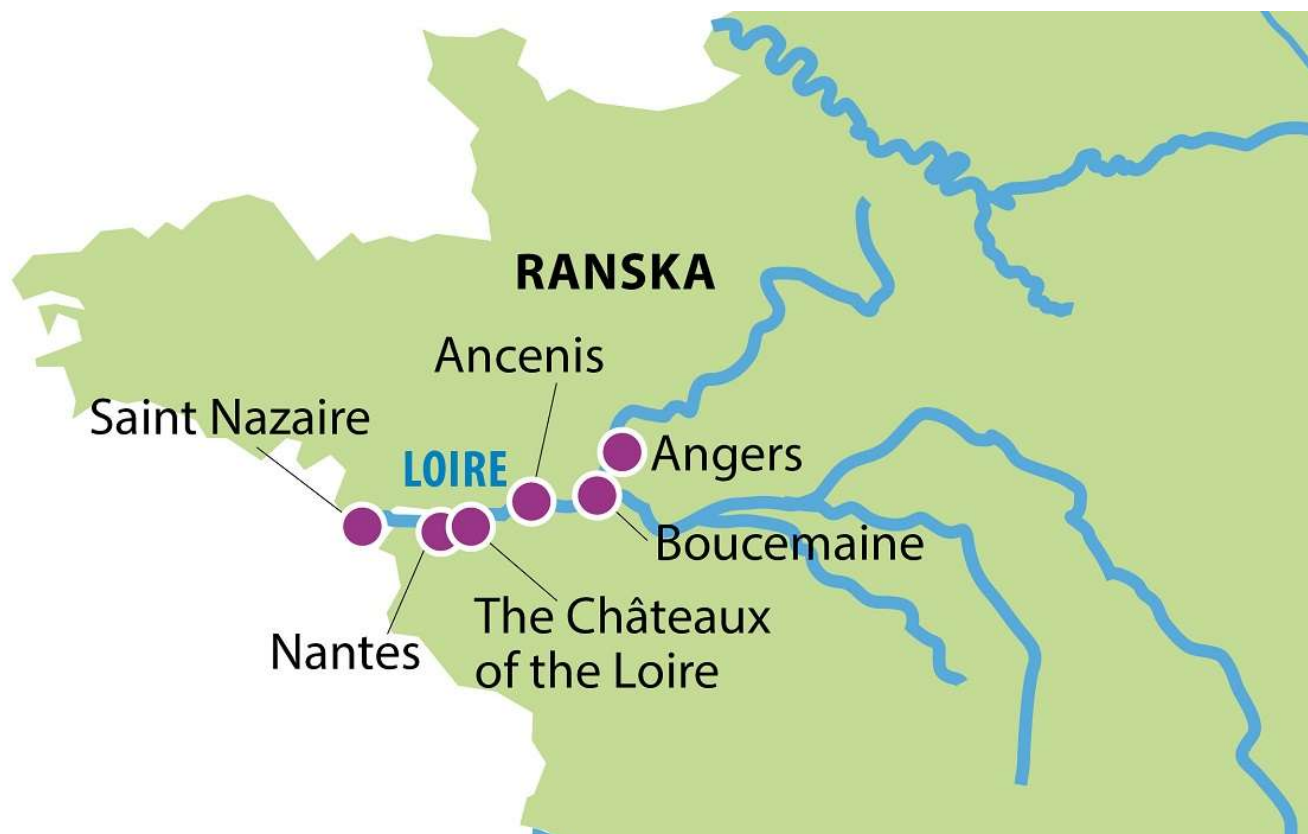 RANSKA
Ancenis
Saint Nazaire
LOIRE
Angers
Boucemaine
The Châteaux
of the Loire
Nantes